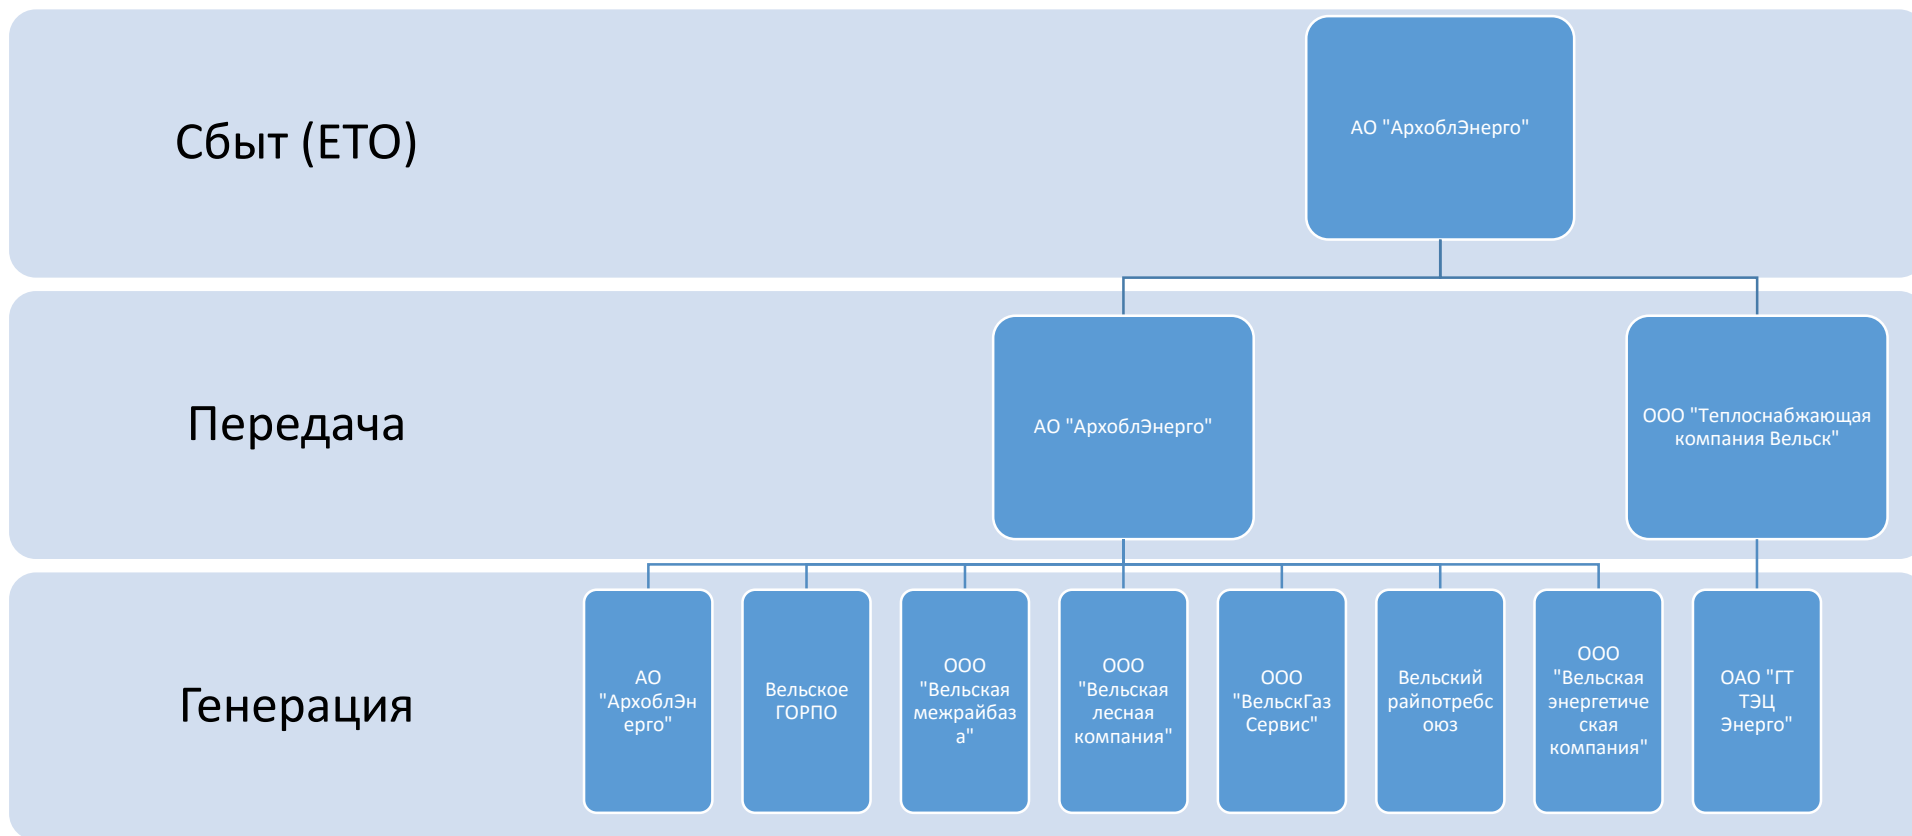 Сбыт (ЕТО)
АО "АрхоблЭнерго"
Передача
АО "АрхоблЭнерго"
ООО "Теплоснабжающая
компания Вельск"
Генерация
АО
"АрхоблЭн
ерго"
Вельское
ГОРПО
ООО
"Вельская
межрайбаз
а"
ООО
"Вельская
лесная
компания"
ООО
"ВельскГаз
Сервис"
Вельский
райпотребс
оюз
ООО
"Вельская
энергетиче
ская
компания"
ОАО "ГТ
ТЭЦ
Энерго"